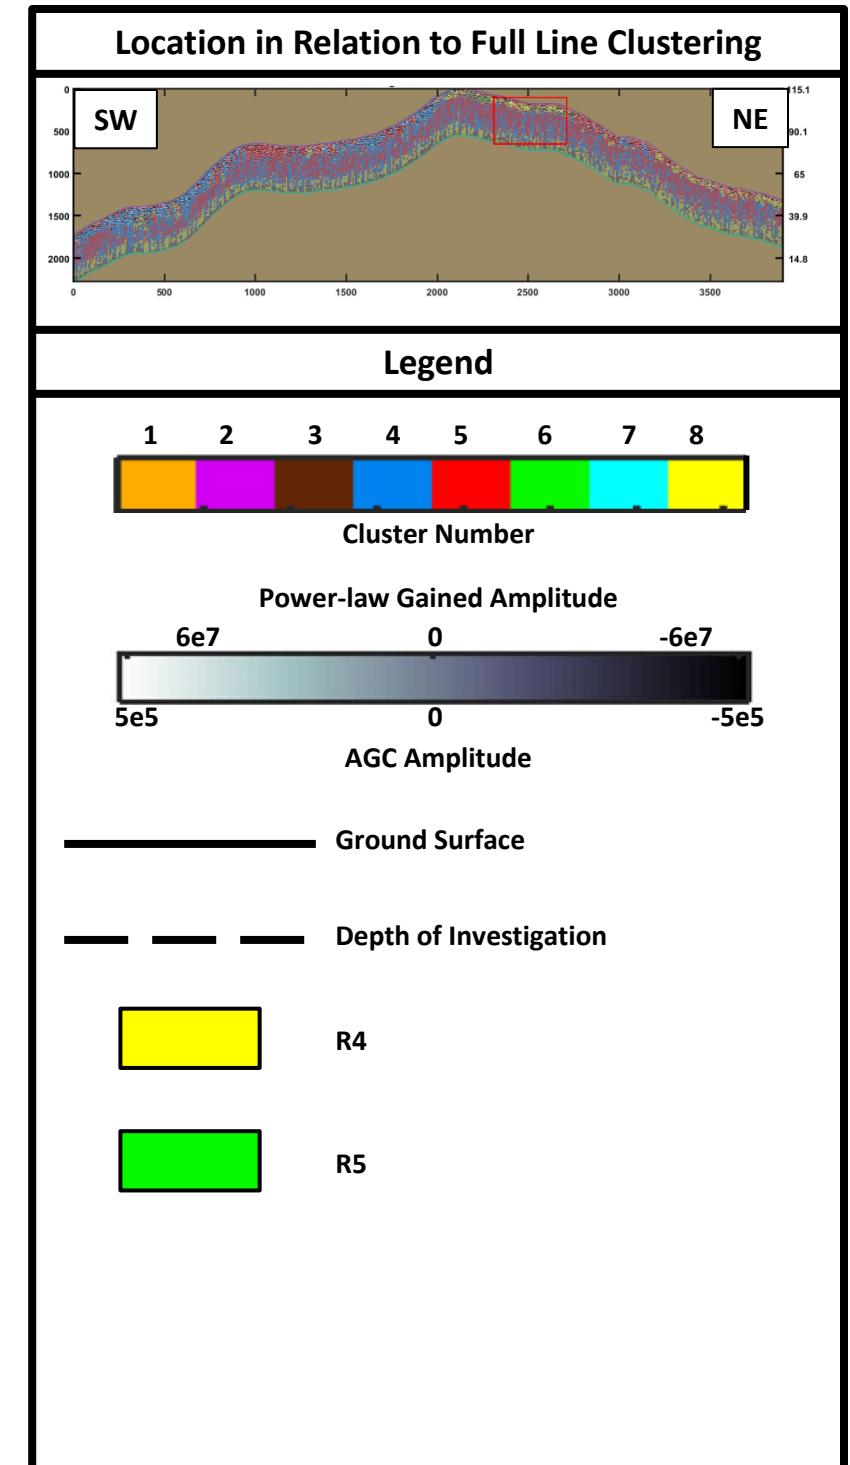 Location in Relation to Full Line Clustering
0
115.1
SW
NE
500
90.1
1000
65
1500
39.9
2000
14.8
0 500 1000 1500 2000 2500 3000 3500
Legend
1 2 3 4 5 6 7 8
Cluster Number
Power-law Gained Amplitude
6e7 0 -6e7
5e5 0 -5e5
AGC Amplitude
Ground Surface
Depth of Investigation
R4
R5